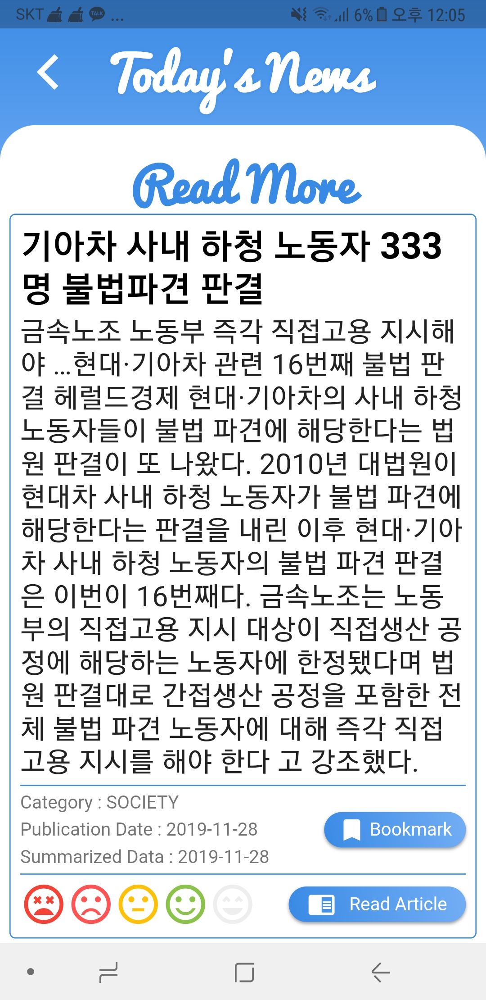 SKT TALK ... 6% 오후 12:05
Today's News
Read More
기아차 사내 하청 노동자 333
명 불법파견 판결
금속노조 노동부 즉각 직접고용 지시해
야 ...현대·기아차 관련 16번째 불법 판
결 헤럴드경제 현대·기아차의 사내 하청
노동자들이 불법 파견에 해당한다는 법
원 판결이 또 나왔다. 2010년 대법원이
현대차 사내 하청 노동자가 불법 파견에
해당한다는 판결을 내린 이후 현대·기아
차 사내 하청 노동자의 불법 파견 판결
은 이번이 16번째다. 금속노조는 노동
부의 직접고용 지시 대상이 직접생산 공
정에 해당하는 노동자에 한정됐다며 법
원 판결대로 간접생산 공정을 포함한 전
체 불법 파견 노동자에 대해 즉각 직접
고용 지시를 해야 한다 고 강조했다.
Category : SOCIETY
Publication Date : 2019-11-28
Bookmark
Summarized Data : 2019-11-28
Read Article